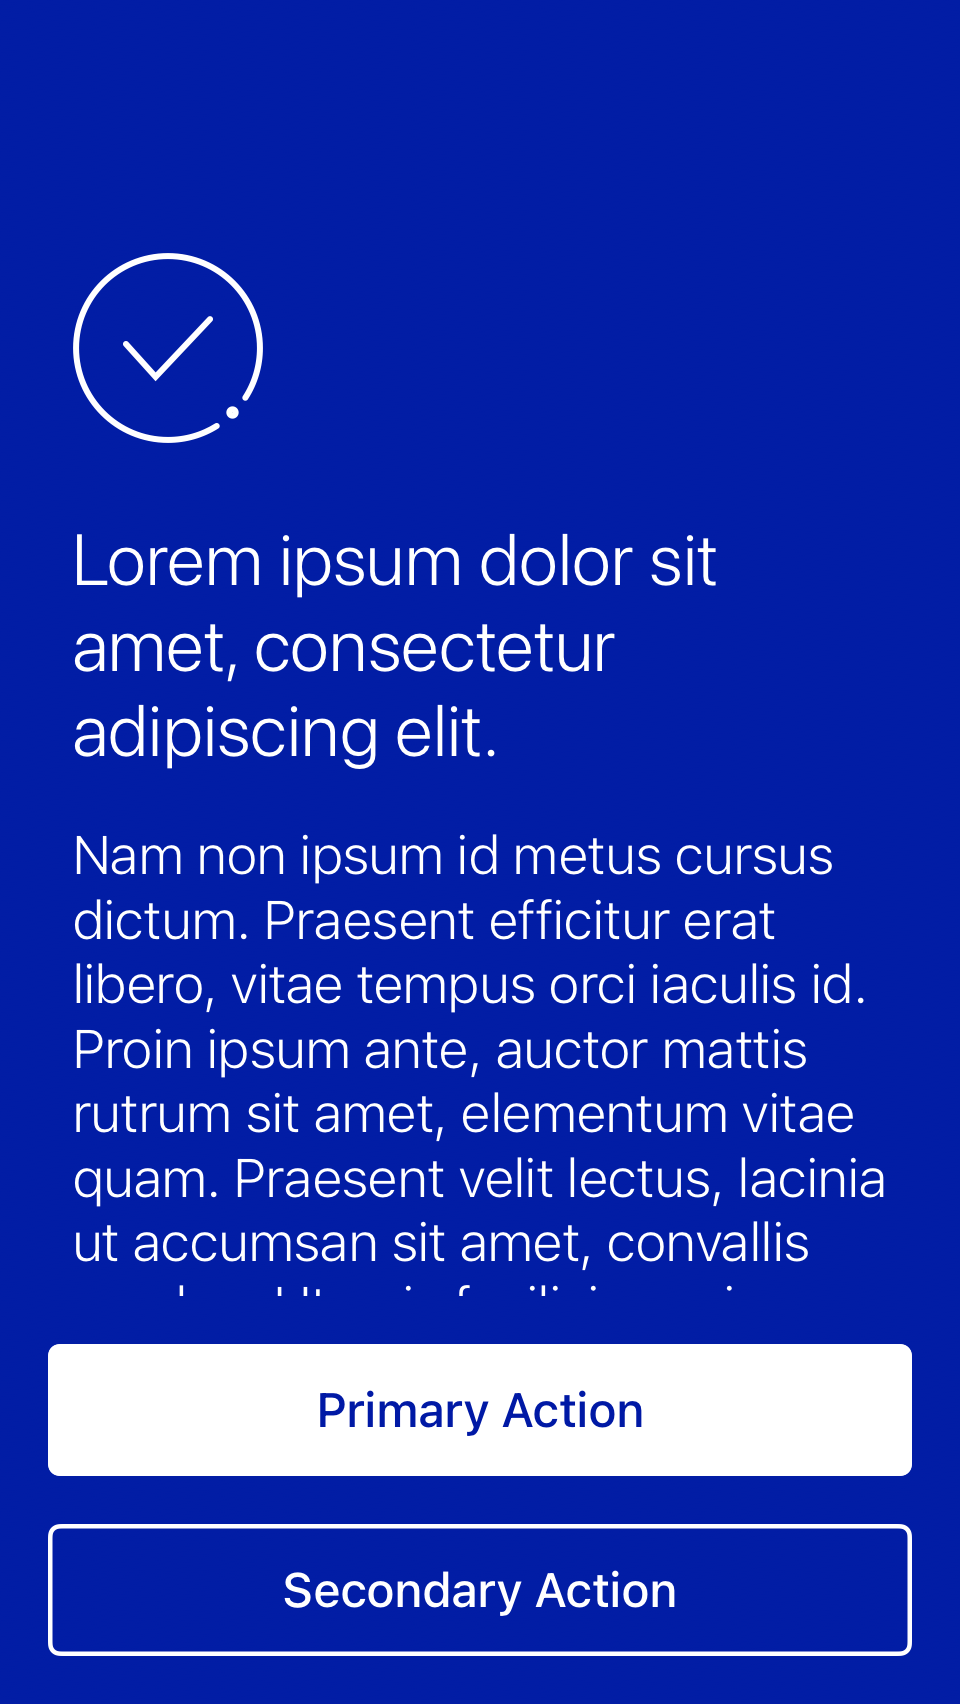 Lorem ipsum dolor sit
amet, consectetur
adipiscing elit.
Nam non ipsum id metus cursus
dictum. Praesent efficitur erat
libero, vitae tempus orci iaculis id.
Proin ipsum ante, auctor mattis
rutrum sit amet, elementum vitae
quam. Praesent velit lectus, lacinia
ut accumsan sit amet, convallis
Primary Action
Secondary Action